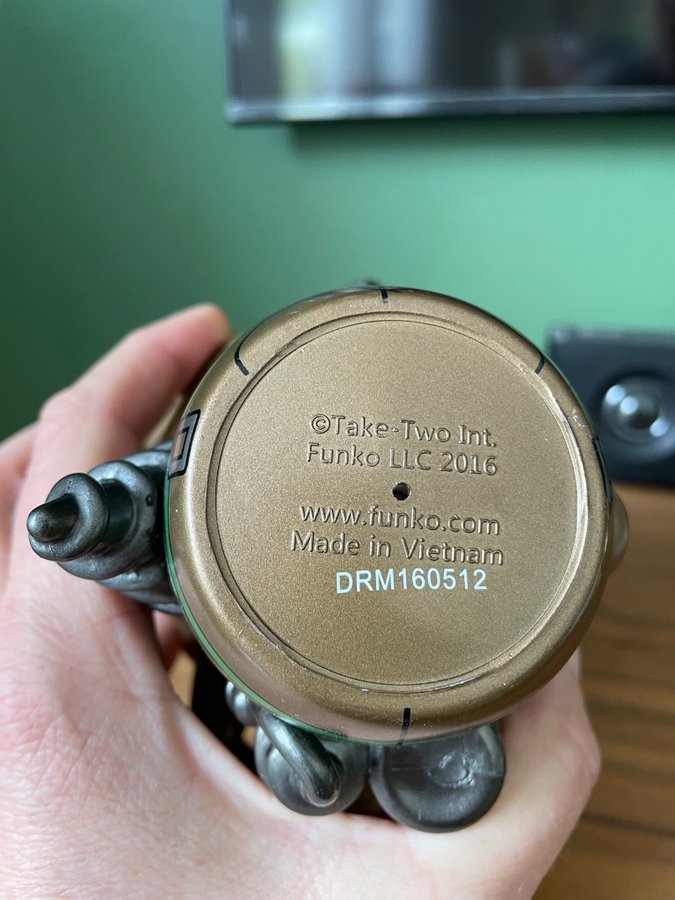 ©Take-Two Int.
Funko LLC 2016
www.funko.com
Made in Vietnam
DRM160512